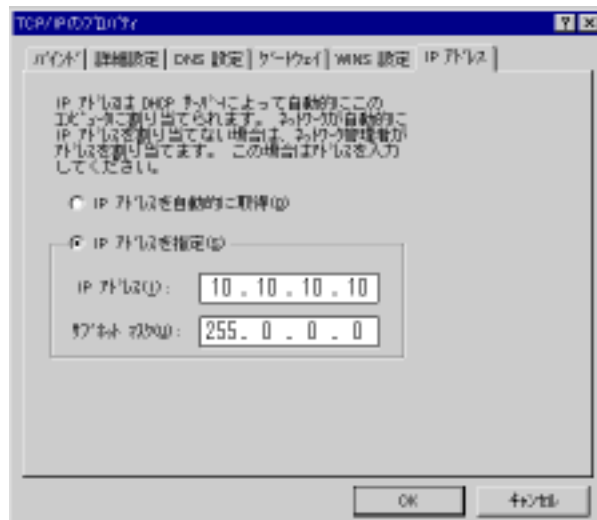 TCP/IPのプロパティ
バインド 詳細設定 DNS 設定 ゲートウェイ WINS 設定 IP アドレス
IP アドレスは DHCP サーバーによって自動的にこの
コンピュータに割り当てられます。 ネットワークが自動的に
IP アドレスを割り当てない場合は、ネットワーク管理者が
アドレスを割り当てます。 この場合はアドレスを入力
してください。
IP アドレスを自動的に取得(O)
IP アドレスを指定(S)
IP アドレス(I): 10 . 10 . 10 . 10
サブネット マスク(U): 255 . 0 . 0 . 0
OK キャンセル